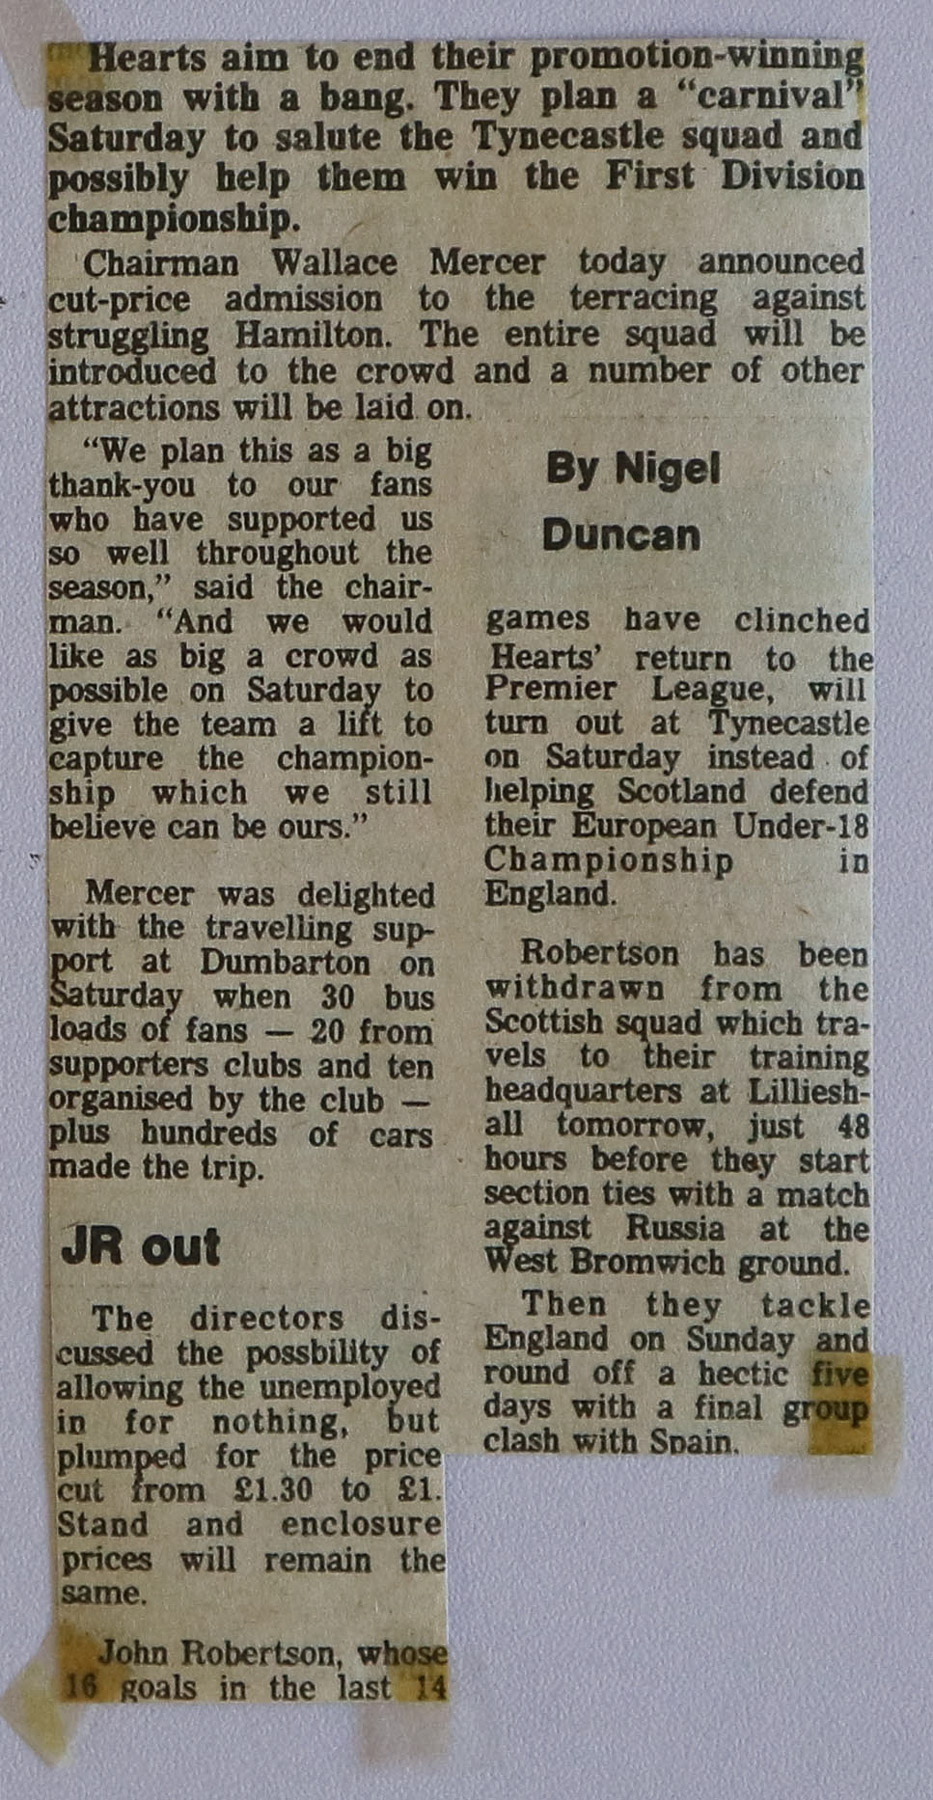 Hearts aim to end their promotion-winning
season with a bang. They plan a “carnival”
Saturday to salute the Tynecastle squad and
possibly help them win the First Division
championship.
Chairman Wallace Mercer today announced
cut-price admission to the terracing against
struggling Hamilton. The entire squad will be
introduced to the crowd and a number of other
attractions will be laid on.
“We plan this as a big
thank-you to our fans
who have supported us
so well throughout the
season,” said the chair-
man. “And we would
like as big a crowd as
possible on Saturday to
give the team a lift to
capture the champion-
ship which we still
believe can be ours.”
Mercer was delighted
with the travelling sup-
port at Dumbarton on
Saturday when 30 bus
loads of fans — 20 from
supporters clubs and ten
organised by the club —
plus hundreds of cars
made the trip.
JR out
The directors dis-
cussed the possbility of
allowing the unemployed
in for nothing, but
plumped for the price
cut from £1.30 to £1.
Stand and enclosure
prices will remain the
same.
John Robertson, whose
16 goals in the last 14
By Nigel
Duncan
games have clinched
Hearts’ return to the
Premier League, will
turn out at Tynecastle
on Saturday instead of
helping Scotland defend
their European Under-18
Championship in
England.
Robertson has been
withdrawn from the
Scottish squad which tra-
vels to their training
headquarters at Lilliesh-
all tomorrow, just 48
hours before they start
section ties with a match
against Russia at the
West Bromwich ground.
Then they tackle
England on Sunday and
round off a hectic five
days with a final group
clash with Spain.